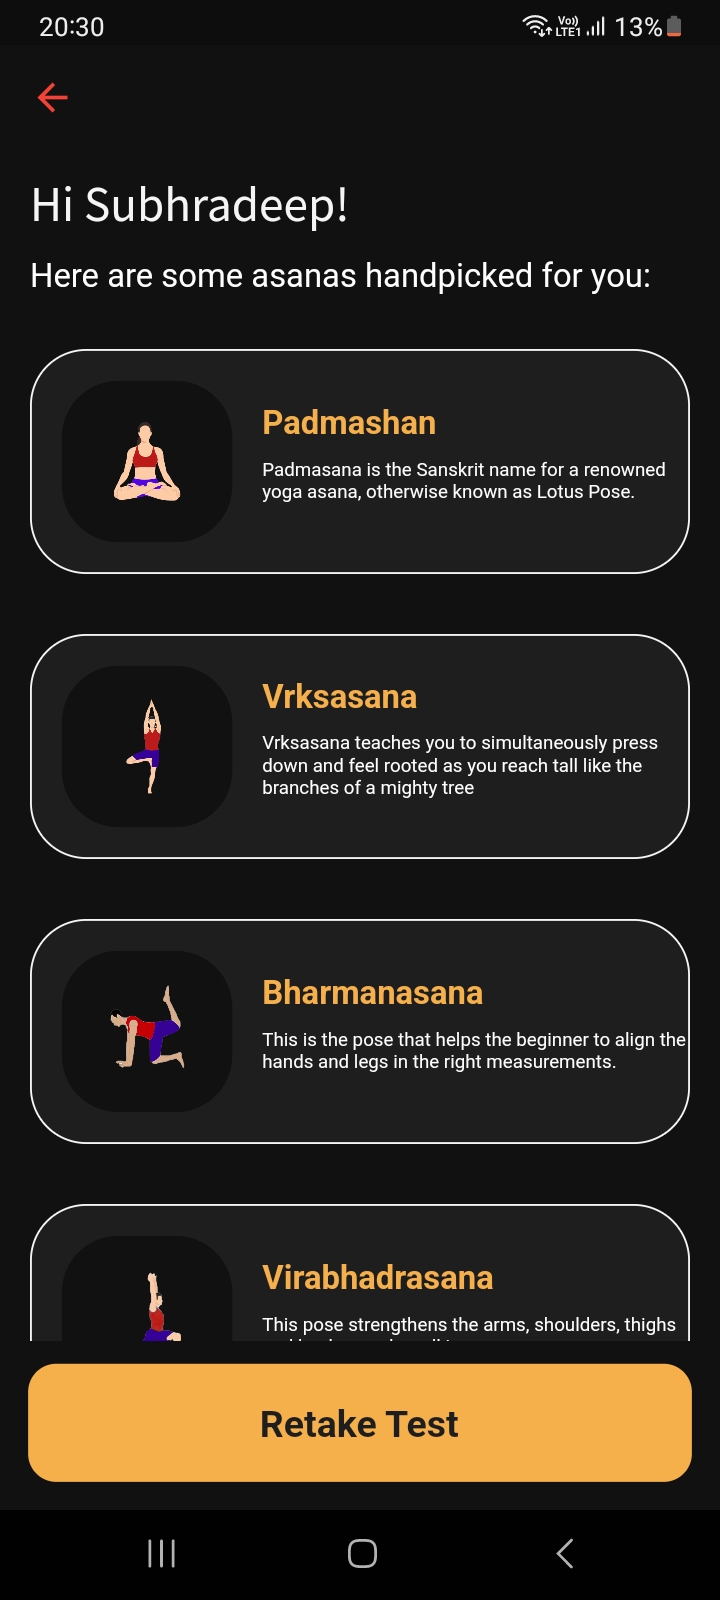 20:30
Vo))
LTE1
13%
Hi Subhradeep!
Here are some asanas handpicked for you:
Padmashan
Padmasana is the Sanskrit name for a renowned
yoga asana, otherwise known as Lotus Pose.
Vrksasana
Vrksasana teaches you to simultaneously press
down and feel rooted as you reach tall like the
branches of a mighty tree
Bharmanasana
This is the pose that helps the beginner to align the
hands and legs in the right measurements.
Virabhadrasana
This pose strengthens the arms, shoulders, thighs
Retake Test